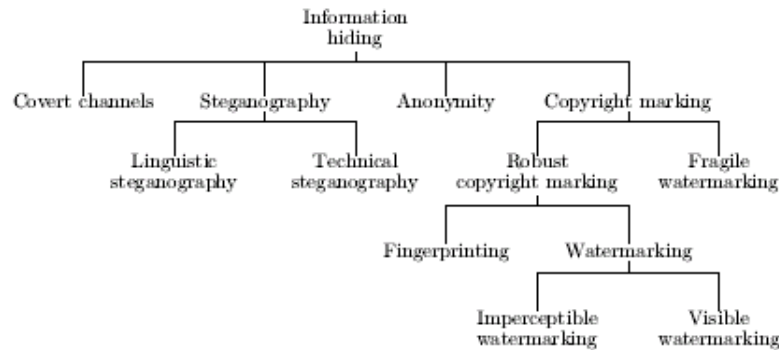 Information
hiding
Covert channels
Steganography
Anonymity
Copyright marking
Linguistic
steganography
Technical
steganography
Robust
copyright marking
Fragile
watermarking
Fingerprinting
Watermarking
Imperceptible
watermarking
Visible
watermarking